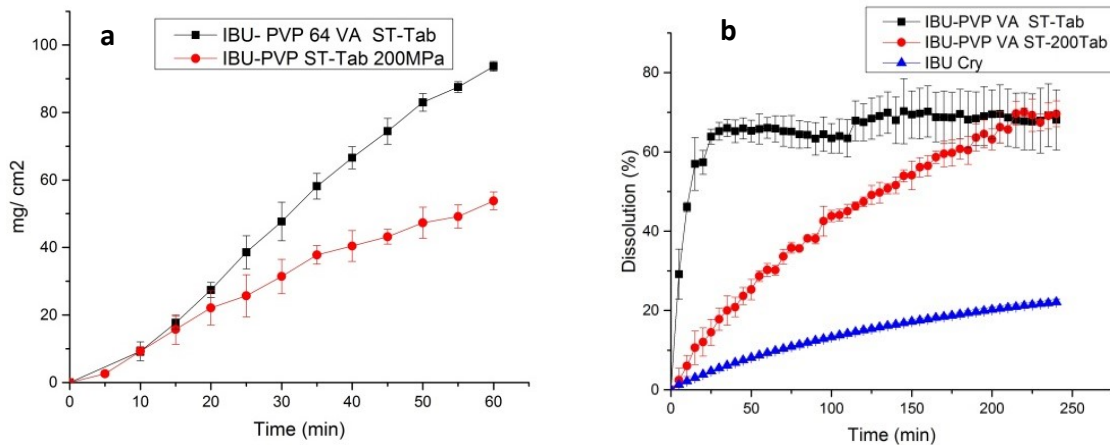 a
IBU- PVP 64 VA ST-Tab
IBU-PVP ST-Tab 200MPa
100
80
60
40
20
0
mg/ cm2
0 10 20 30 40 50 60
Time (min)
b
IBU-PVP VA ST-Tab
IBU-PVP VA ST-200Tab
IBU Cry
80
60
40
20
0
Dissolution (%)
0 50 100 150 200 250
Time (min)